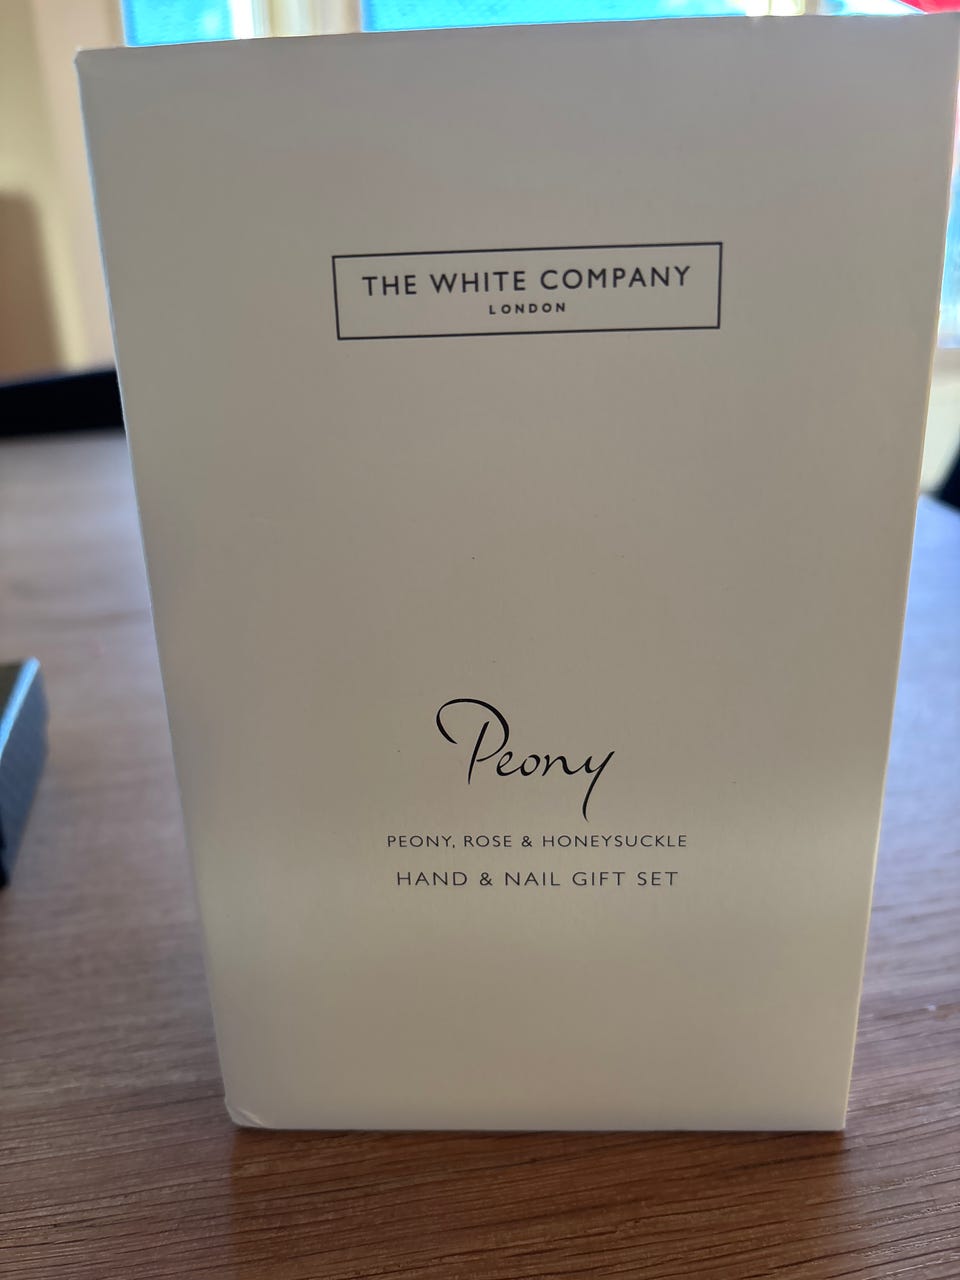 THE WHITE COMPANY
LONDON
Peony
PEONY, ROSE & HONEYSUCKLE
HAND & NAIL GIFT SET